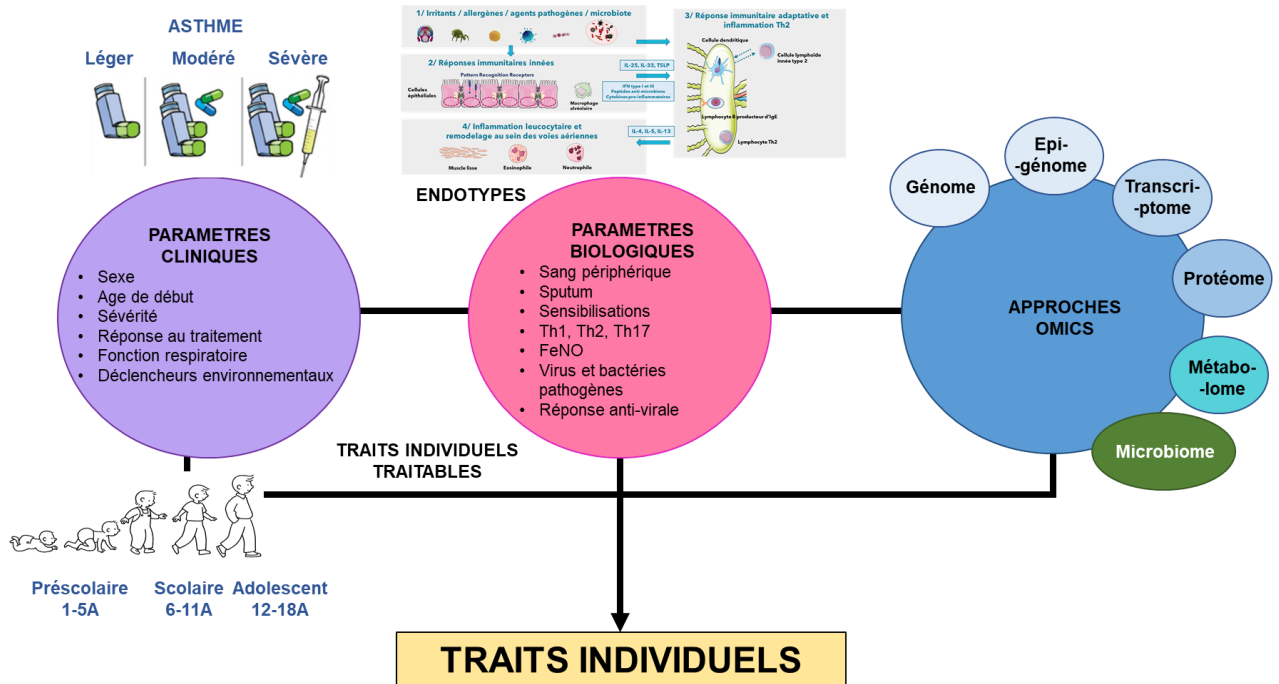 ASTHME
Léger
Modéré
Sévère
1/ Irritants / allergènes / agents pathogènes / microbiote
2/ Réponses immunitaires innées
Pattern Recognition Receptors
Cellules
épithéliales
Macrophage
alvéolaire
IL-25, IL-33, TSLP
IFN type I et III
Peptides anti-microbiens
Cytokines pro-inflammatoires
3/ Réponse immunitaire adaptative et
inflammation Th2
Cellule dendritique
Cellule lymphoïde
innée type 2
Lymphocyte B producteur d'IgE
Lymphocyte Th2
4/ Inflammation leucocytaire et
remodelage au sein des voies aériennes
IL-4, IL-5, IL-13
Muscle lisse
Eosinophile
Neutrophile
ENDOTYPES
PARAMETRES
CLINIQUES
• Sexe
• Age de début
• Sévérité
• Réponse au traitement
• Fonction respiratoire
• Déclencheurs environnementaux
PARAMETRES
BIOLOGIQUES
• Sang périphérique
• Sputum
• Sensibilisations
• Th1, Th2, Th17
• FeNO
• Virus et bactéries
pathogènes
• Réponse anti-virale
APPROCHES
OMICS
Génome
Epi-
-génome
Transcri-
-ptome
Protéome
Métabo-
-lome
Microbiome
TRAITS INDIVIDUELS
TRAITABLES
Préscolaire
1-5A
Scolaire
6-11A
Adolescent
12-18A
TRAITS INDIVIDUELS